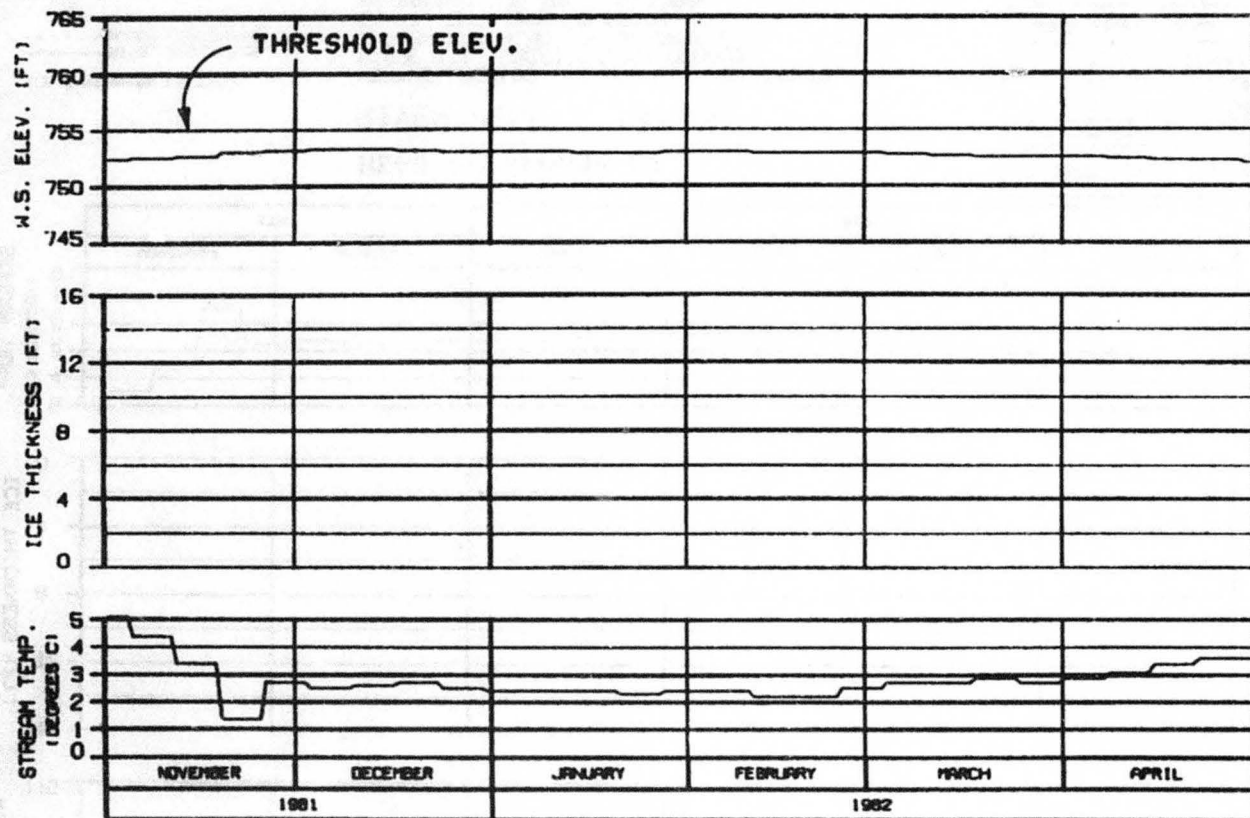 THRESHOLD ELEV.
W.S. ELEV. (FT)
765
760
755
750
745
ICE THICKNESS (FT)
16
12
8
4
0
STREAM TEMP.
(DEGREES C)
5
4
3
2
1
0
NOVEMBER DECEMBER JANUARY FEBRUARY MARCH APRIL
1981 1982